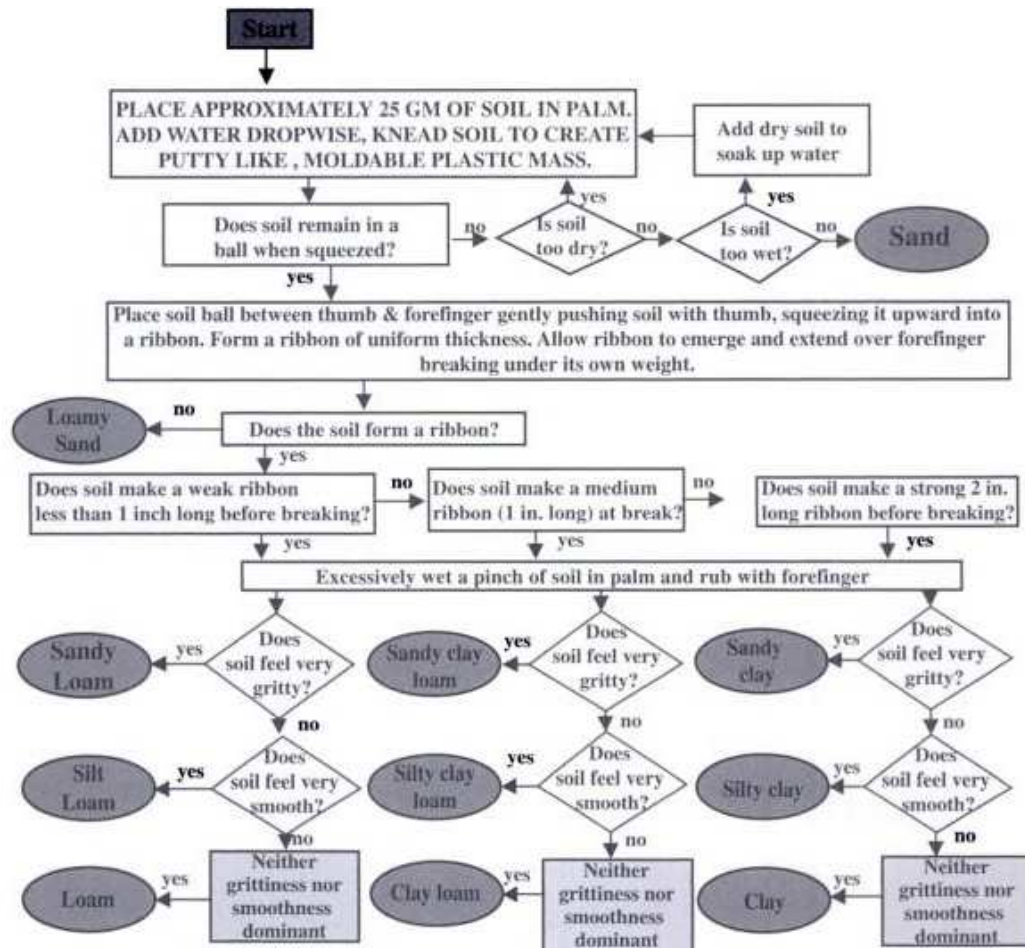 Start
PLACE APPROXIMATELY 25 GM OF SOIL IN PALM.
ADD WATER DROPWISE, KNEAD SOIL TO CREATE
PUTTY LIKE , MOLDABLE PLASTIC MASS.
Add dry soil to
soak up water
yes
yes
Does soil remain in a
ball when squeezed?
no
Is soil
too dry?
no
Is soil
too wet?
no
Sand
yes
Place soil ball between thumb & forefinger gently pushing soil with thumb, squeezing it upward into
a ribbon. Form a ribbon of uniform thickness. Allow ribbon to emerge and extend over forefinger
breaking under its own weight.
Loamy
Sand
no
Does the soil form a ribbon?
yes
Does soil make a weak ribbon
less than 1 inch long before breaking?
no
Does soil make a medium
ribbon (1 in. long) at break?
no
Does soil make a strong 2 in.
long ribbon before breaking?
yes
yes
yes
Excessively wet a pinch of soil in palm and rub with forefinger
Sandy
Loam
yes
Does
soil feel very
gritty?
Sandy clay
loam
yes
Does
soil feel very
gritty?
Sandy
clay
yes
Does
soil feel very
gritty?
no
no
no
Silt
Loam
yes
Does
soil feel very
smooth?
Silty clay
loam
yes
Does
soil feel very
smooth?
Silty clay
yes
Does
soil feel very
smooth?
no
no
no
Loam
yes
Neither
grittiness nor
smoothness
dominant
Clay loam
yes
Neither
grittiness nor
smoothness
dominant
Clay
yes
Neither
grittiness nor
smoothness
dominant